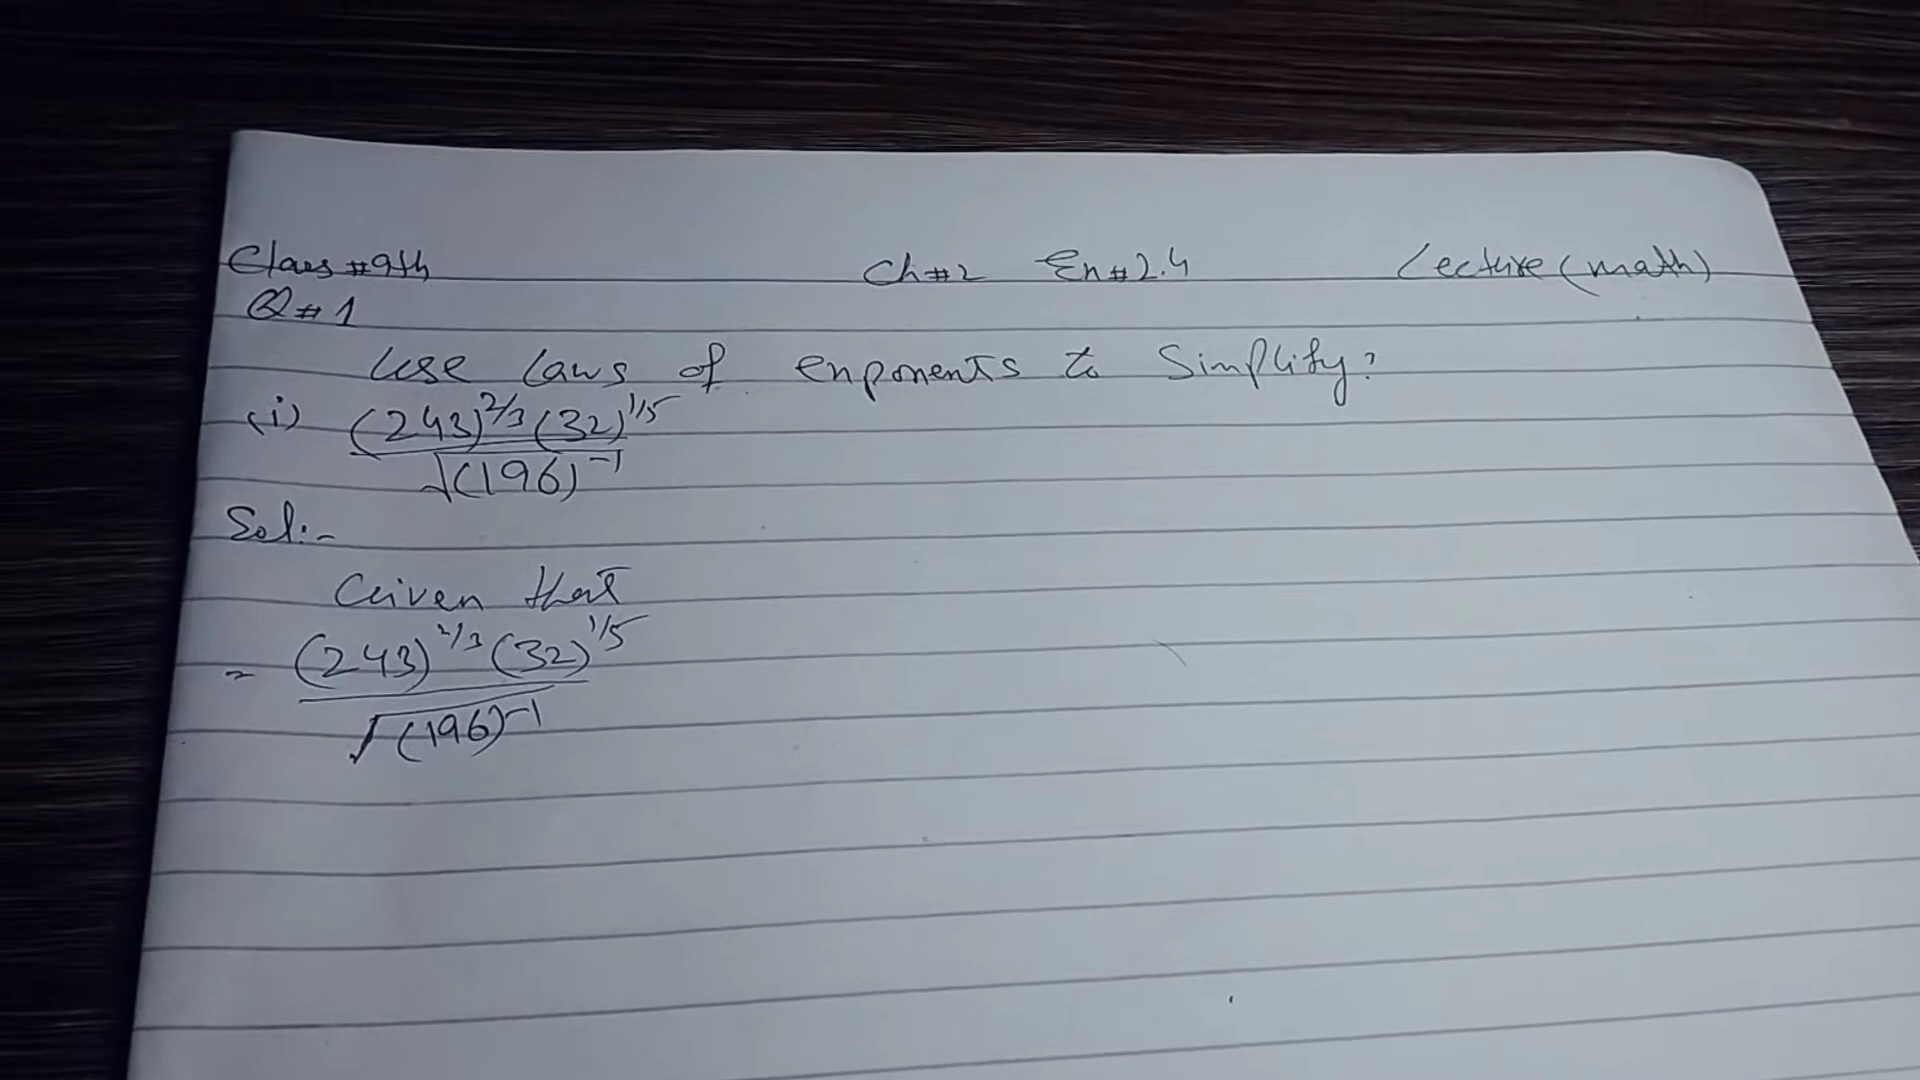 Class #9th Ch#2 Ex#2.4 Lecture (math)
Q#1
Use Laws of exponents to Simplify?
(i) (243)^2/3 (32)^1/5
√(196)^-1
Sol:-
Given that
= (243)^2/3 (32)^1/5
√(196)^-1